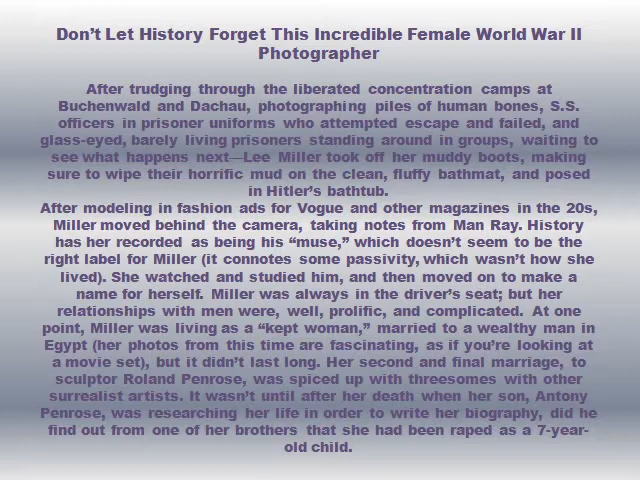 Don't Let History Forget This Incredible Female World War II
Photographer
After trudging through the liberated concentration camps at
Buchenwald and Dachau, photographing piles of human bones, S.S.
officers in prisoner uniforms who attempted escape and failed, and
glass-eyed, barely living prisoners standing around in groups, waiting to
see what happens next—Lee Miller took off her muddy boots, making
sure to wipe their horrific mud on the clean, fluffy bathmat, and posed
in Hitler's bathtub.
After modeling in fashion ads for Vogue and other magazines in the 20s,
Miller moved behind the camera, taking notes from Man Ray. History
has her recorded as being his “muse,” which doesn't seem to be the
right label for Miller (it connotes some passivity, which wasn't how she
lived). She watched and studied him, and then moved on to make a
name for herself. Miller was always in the driver's seat; but her
relationships with men were, well, prolific, and complicated. At one
point, Miller was living as a “kept woman,” married to a wealthy man in
Egypt (her photos from this time are fascinating, as if you're looking at
a movie set), but it didn't last long. Her second and final marriage, to
sculptor Roland Penrose, was spiced up with threesomes with other
surrealist artists. It wasn't until after her death when her son, Antony
Penrose, was researching her life in order to write her biography, did he
find out from one of her brothers that she had been raped as a 7-year-
old child.